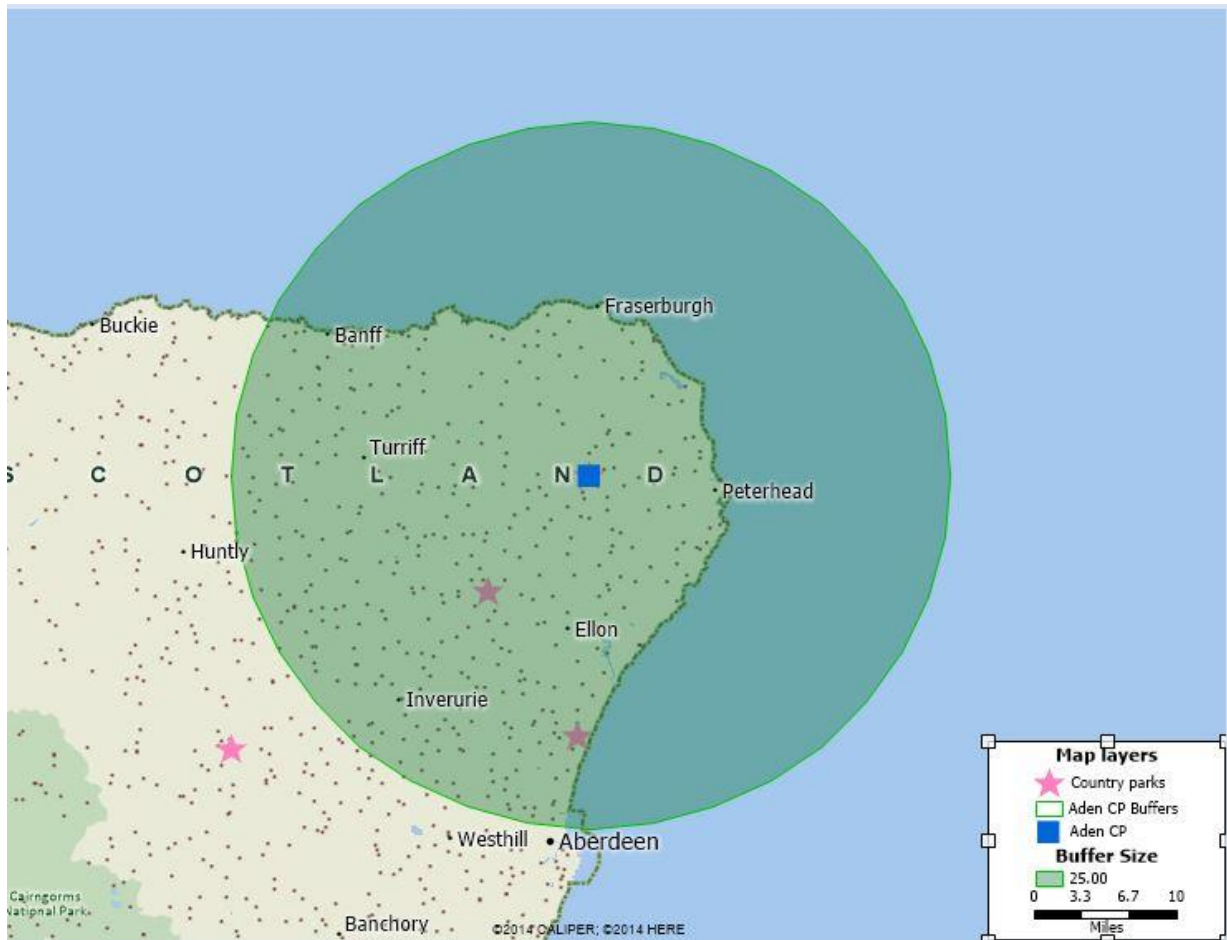 Fraserburgh
Buckie
Banff
Turriff
S C O T L A N D
Peterhead
Huntly
Ellon
Inverurie
Westhill
Aberdeen
Cairngorms
National Park
Banchory
©2014 CALIPER; ©2014 HERE
Map layers
Country parks
Aden CP Buffers
Aden CP
Buffer Size
25.00
0 3.3 6.7 10
Miles